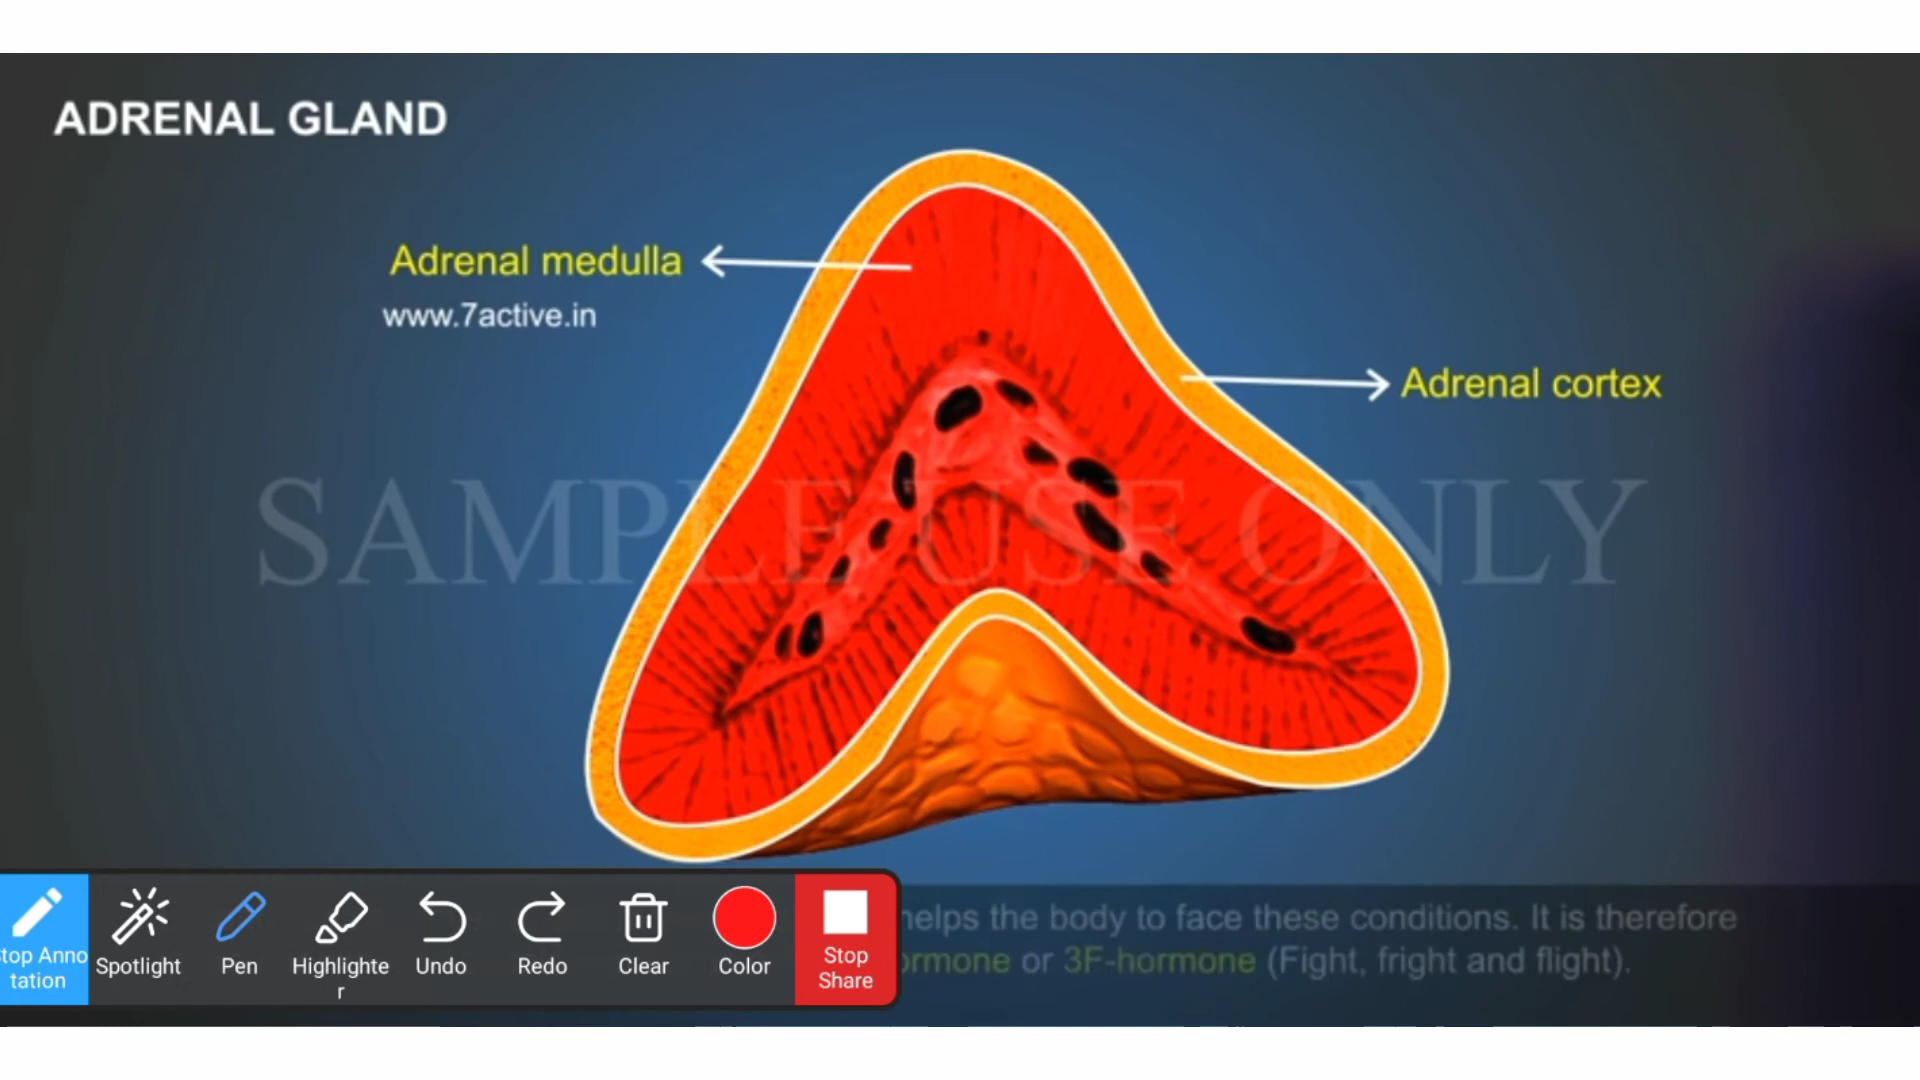 ADRENAL GLAND
Adrenal medulla
www.7active.in
Adrenal cortex
SAMPLE USE ONLY
helps the body to face these conditions. It is therefore
or 3F-hormone (Fight, fright and flight).
top Anno
tation
Spotlight
Pen
Highlighte
r
Undo
Redo
Clear
Color
Stop
Share